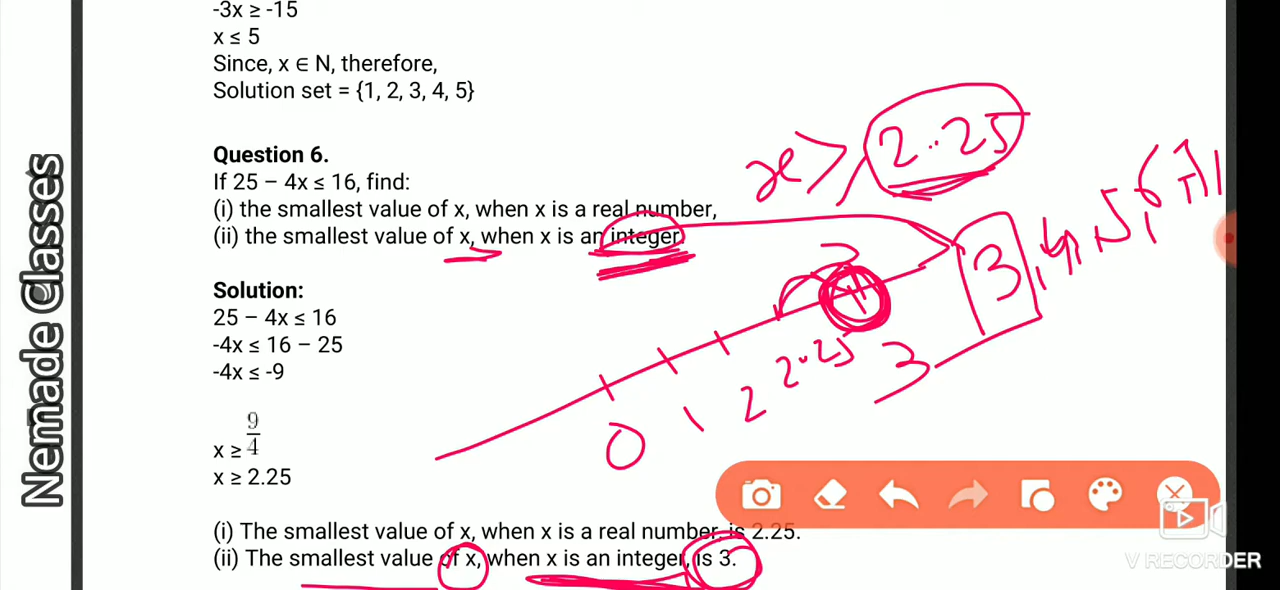 -3x ≥ -15
x ≤ 5
Since, x ∈ N, therefore,
Solution set = {1, 2, 3, 4, 5}
Question 6.
If 25 – 4x ≤ 16, find:
(i) the smallest value of x, when x is a real number,
(ii) the smallest value of x, when x is an integer.
Solution:
25 – 4x ≤ 16
-4x ≤ 16 – 25
-4x ≤ -9
x ≥ 9/4
x ≥ 2.25
(i) The smallest value of x, when x is a real number, is 2.25.
(ii) The smallest value of x, when x is an integer, is 3.
x ≥ 2.25
3, 4, 5, 6, 7
0 1 2 2.25 3
Nemade Classes
V RECORDER